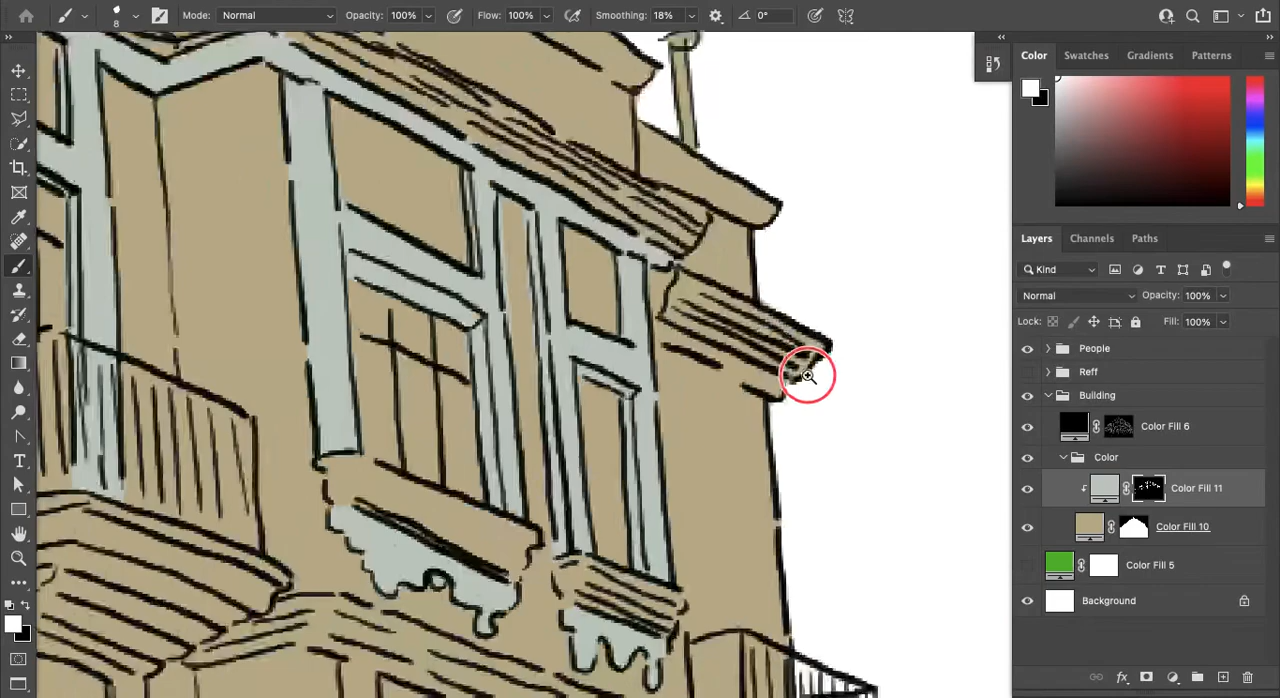 8 Mode: Normal Opacity: 100% Flow: 100% Smoothing: 18% 0°
Color Swatches Gradients Patterns
Layers Channels Paths
Kind
Normal Opacity: 100%
Lock: Fill: 100%
People
Reff
Building
Color Fill 6
Color
Color Fill 11
Color Fill 10
Color Fill 5
Background